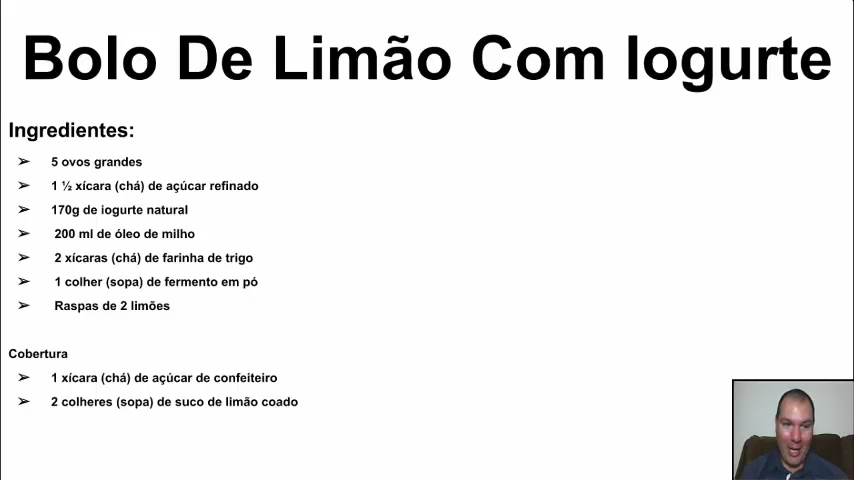 Bolo De Limão Com Iogurte
Ingredientes:
➢ 5 ovos grandes
➢ 1 ½ xícara (chá) de açúcar refinado
➢ 170g de iogurte natural
➢ 200 ml de óleo de milho
➢ 2 xícaras (chá) de farinha de trigo
➢ 1 colher (sopa) de fermento em pó
➢ Raspas de 2 limões
Cobertura
➢ 1 xícara (chá) de açúcar de confeiteiro
➢ 2 colheres (sopa) de suco de limão coado